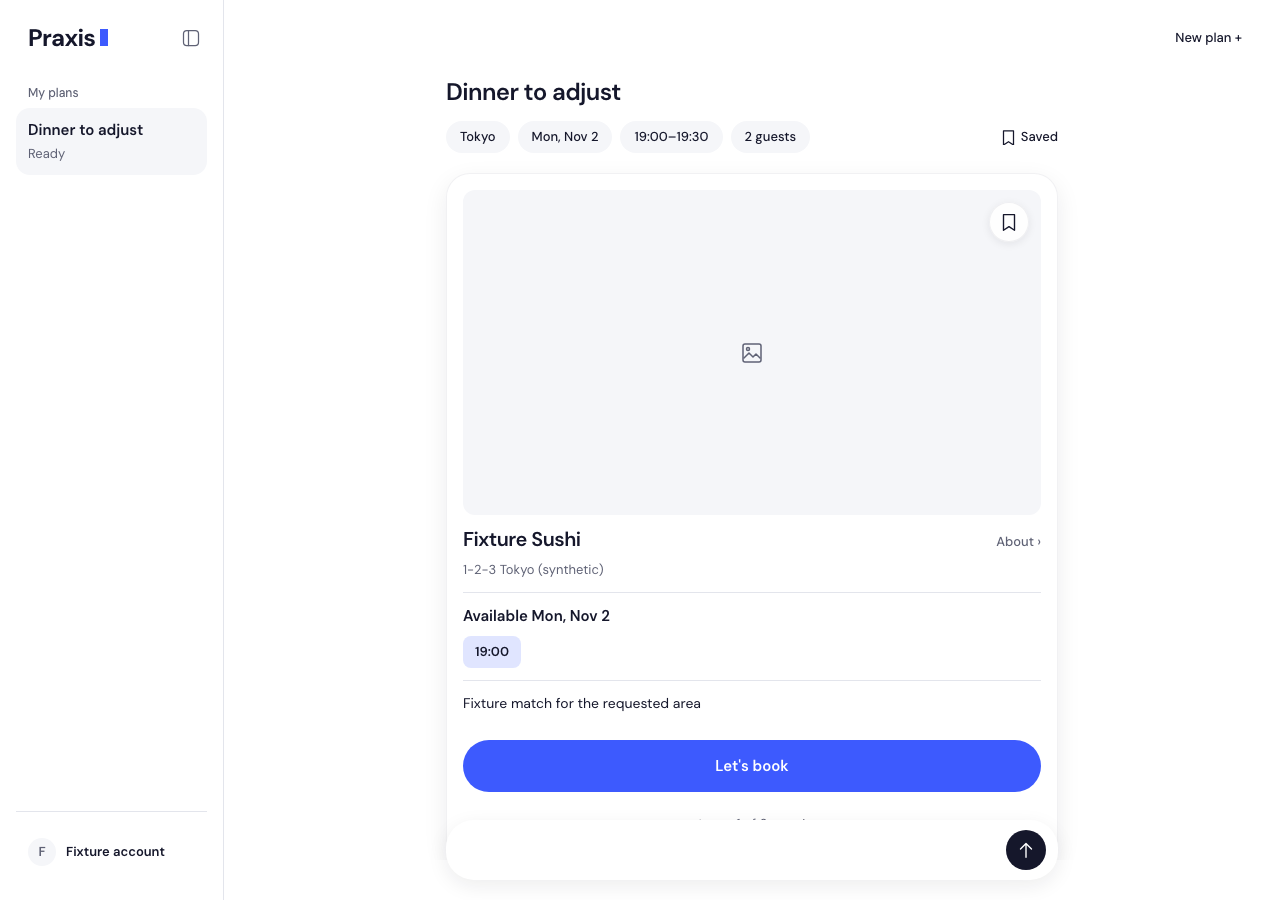 Praxis
New plan +
My plans
Dinner to adjust
Ready
Dinner to adjust
Tokyo
Mon, Nov 2
19:00–19:30
2 guests
Saved
Fixture Sushi
About ›
1-2-3 Tokyo (synthetic)
Available Mon, Nov 2
19:00
Fixture match for the requested area
Let's book
F
Fixture account